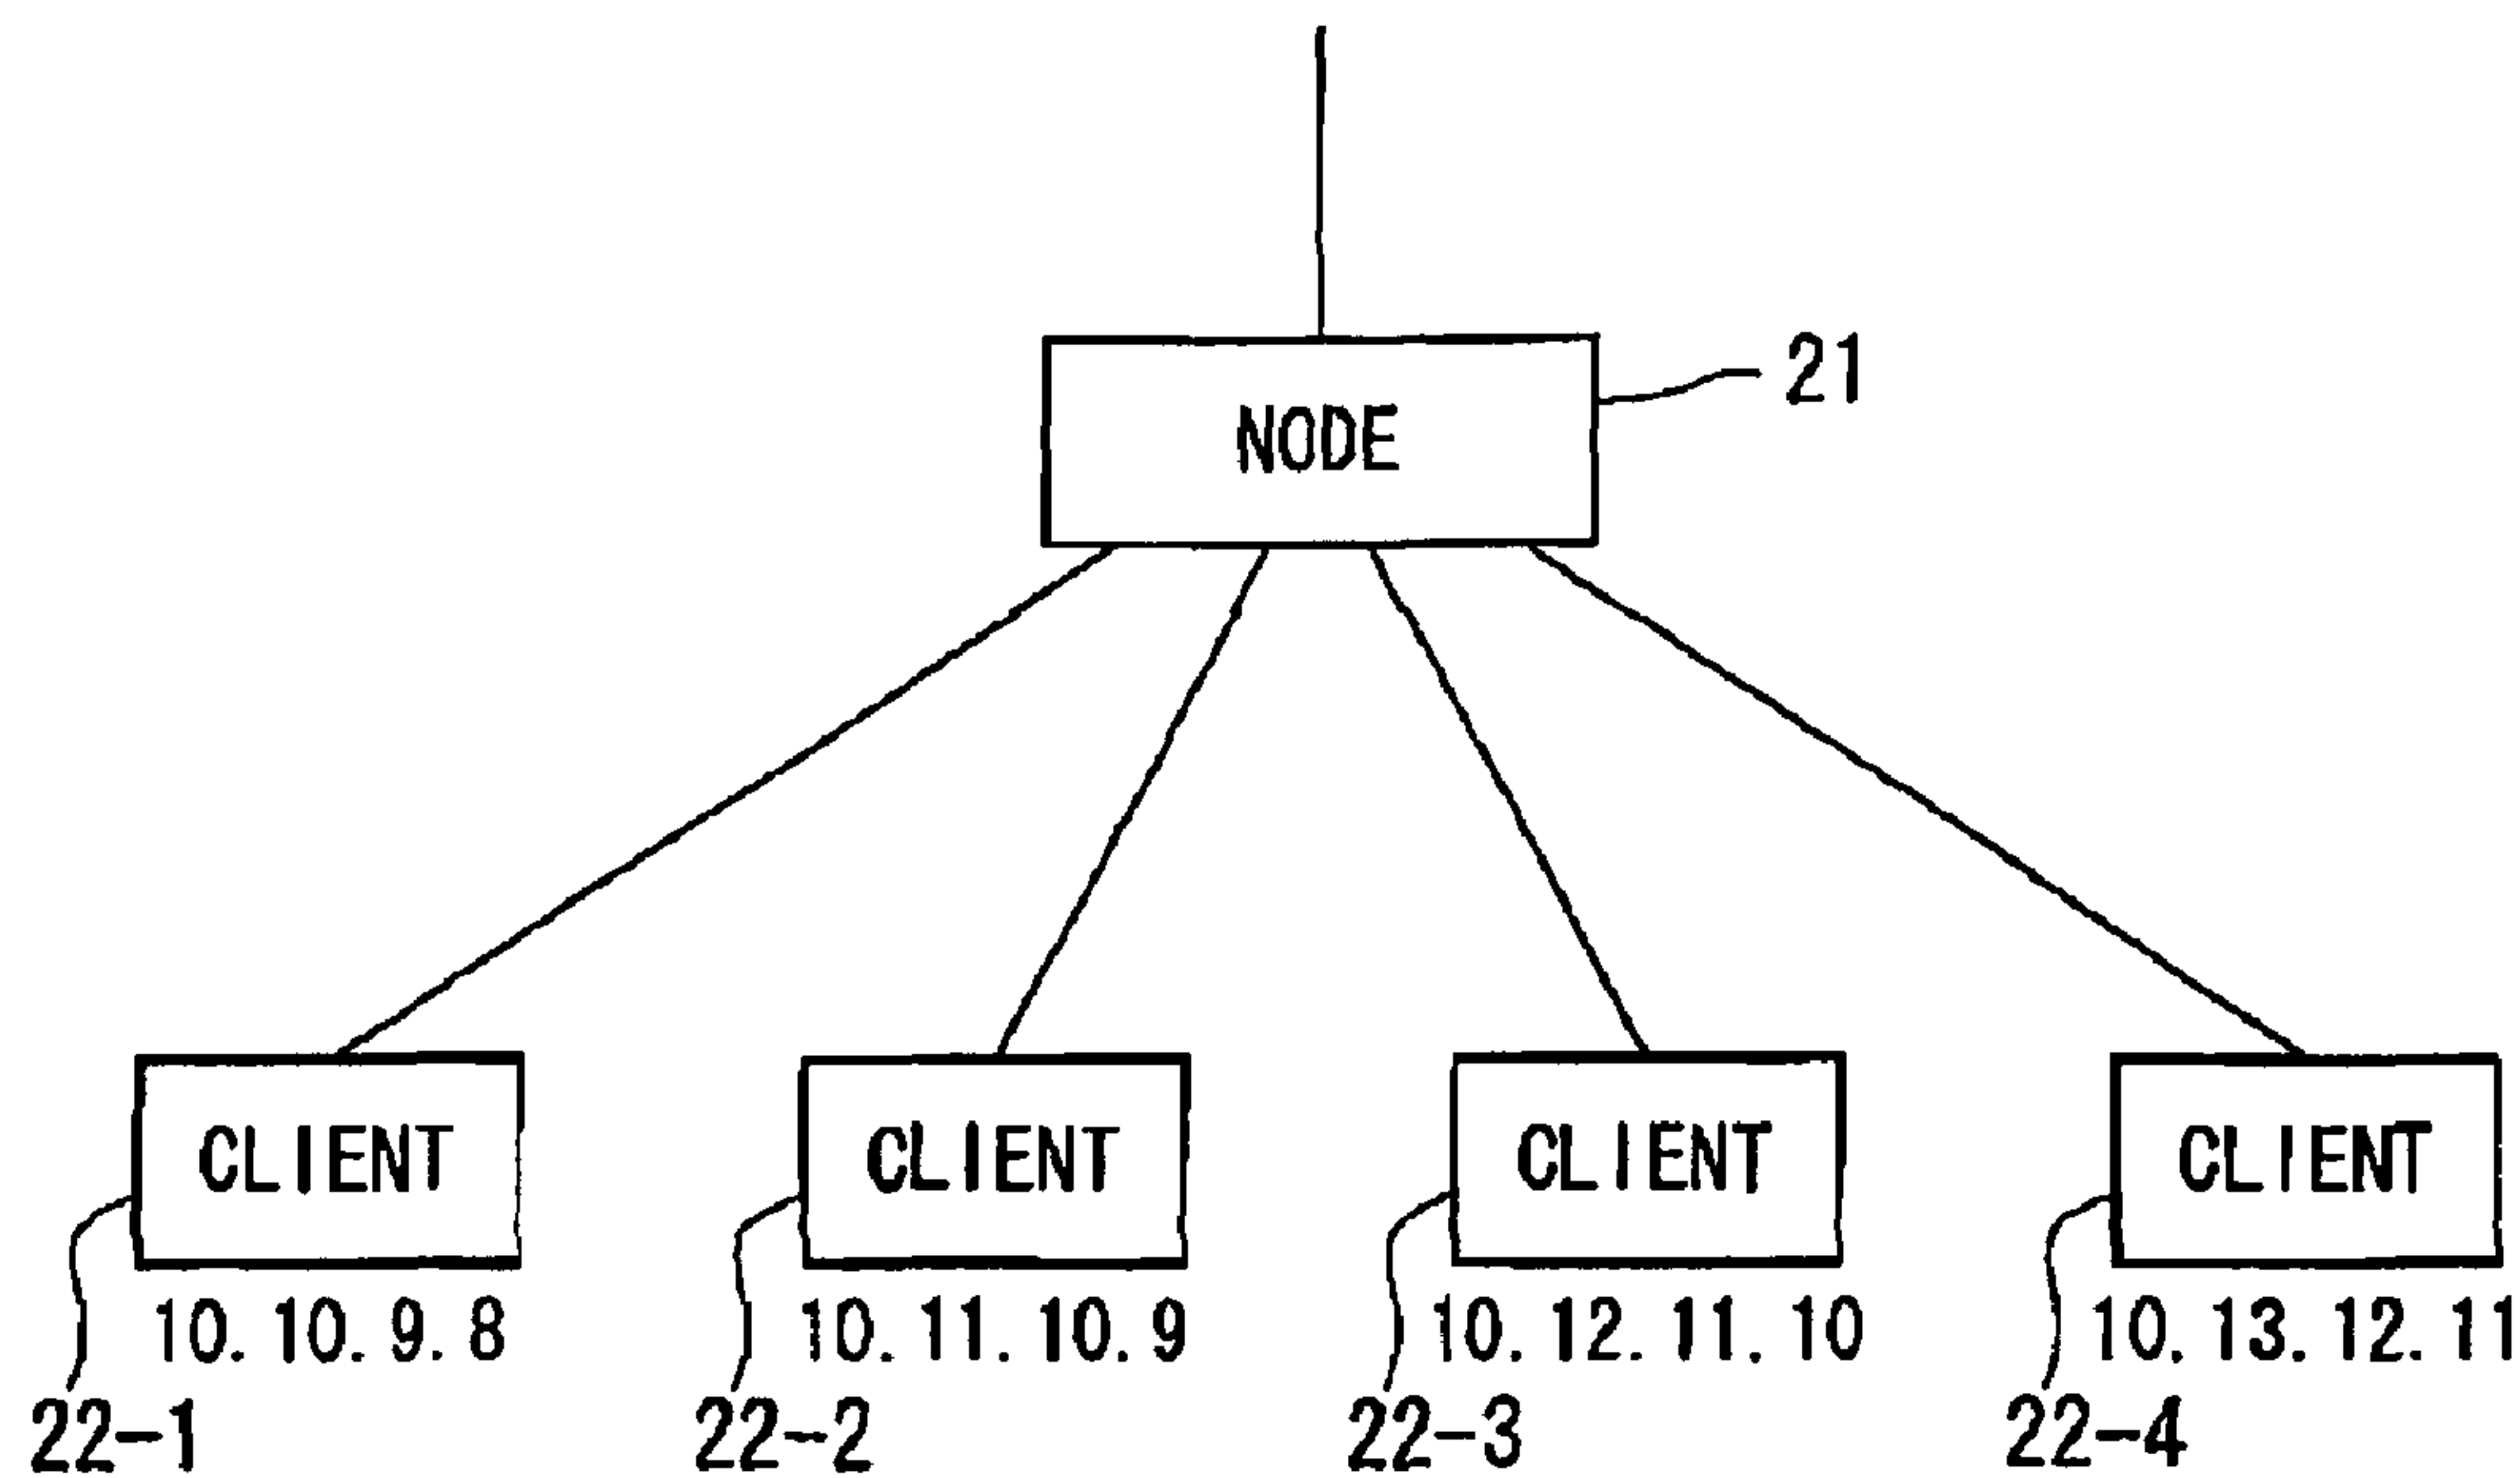 21
NODE
CLIENT CLIENT CLIENT CLIENT
10. 10. 9. 8 10. 11. 10. 9 10. 12. 11. 10 10. 13. 12. 11
22-1 22-2 22-3 22-4